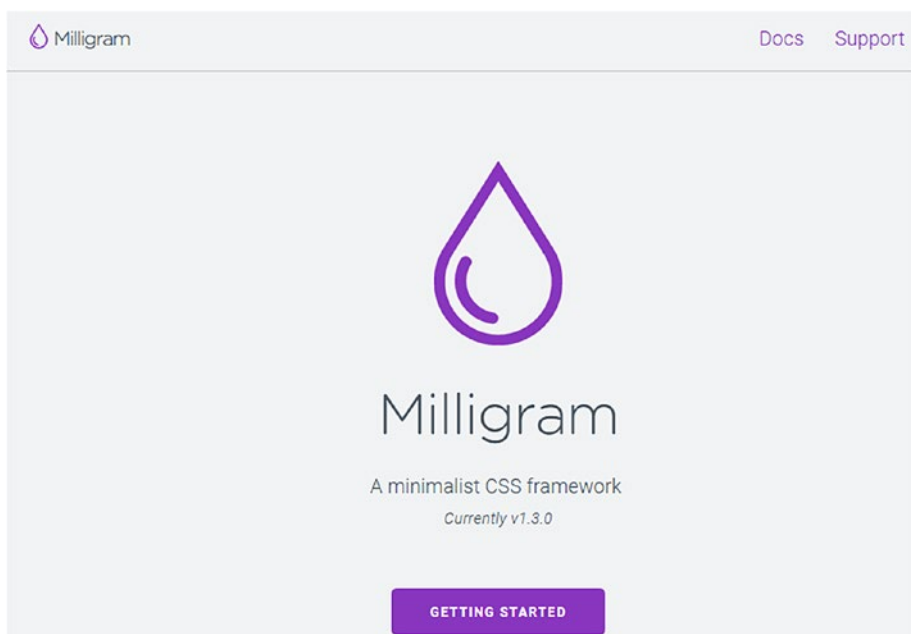 Milligram
Docs Support
Milligram
A minimalist CSS framework
Currently v1.3.0
GETTING STARTED